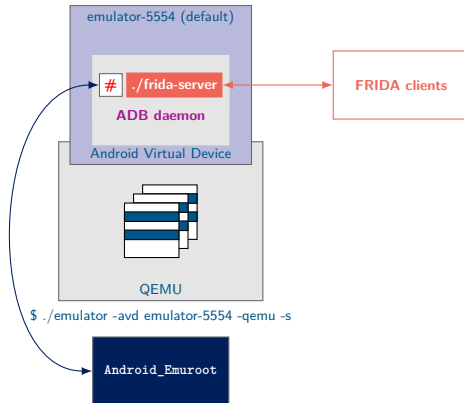 emulator-5554 (default)
# ./frida-server
FRIDA clients
ADB daemon
Android Virtual Device
QEMU
$ ./emulator -avd emulator-5554 -qemu -s
Android_Emuroot